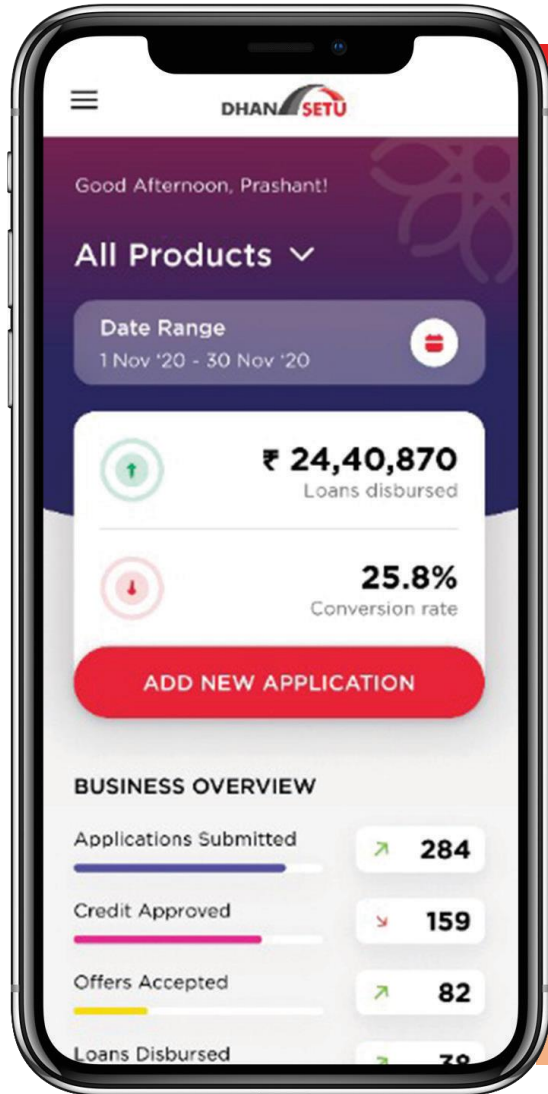 DHAN SETU
Good Afternoon, Prashant!
All Products
Date Range
1 Nov '20 - 30 Nov '20
₹ 24,40,870
Loans disbursed
25.8%
Conversion rate
ADD NEW APPLICATION
BUSINESS OVERVIEW
Applications Submitted 284
Credit Approved 159
Offers Accepted 82
Loans Disbursed